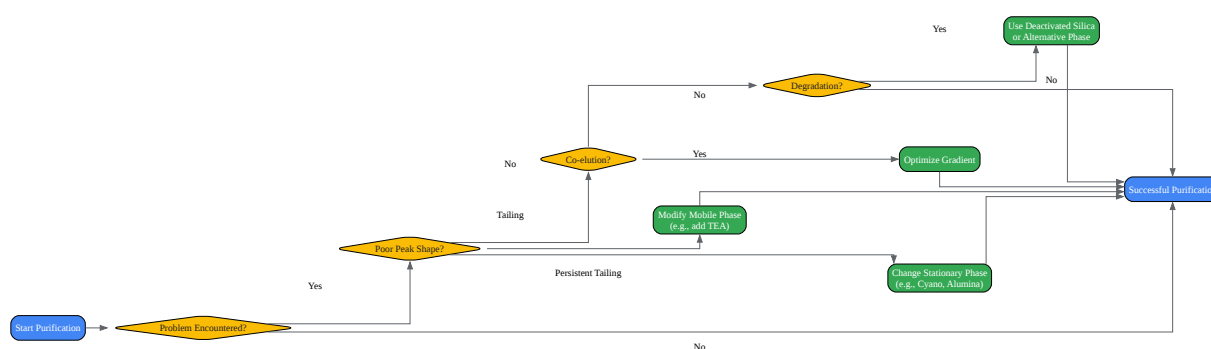 Yes
Use Deactivated Silica
or Alternative Phase
Degradation?
No
No
Co-elution?
No
Yes
Optimize Gradient
Successful Purificatio
Tailing
Modify Mobile Phase
(e.g., add TEA)
Poor Peak Shape?
Persistent Tailing
Change Stationary Phase
(e.g., Cyano, Alumina)
Yes
Start Purification
Problem Encountered?
No